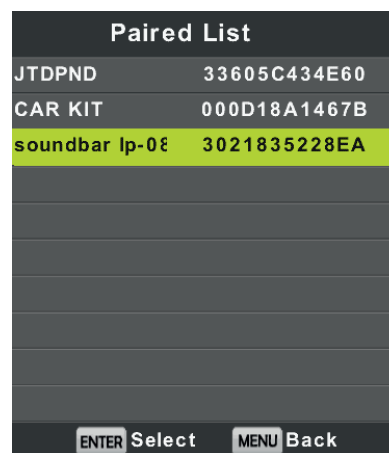 Paired List
JTDPND 33605C434E60
CAR KIT 000D18A1467B
soundbar lp-08 3021835228EA
ENTER Select MENU Back